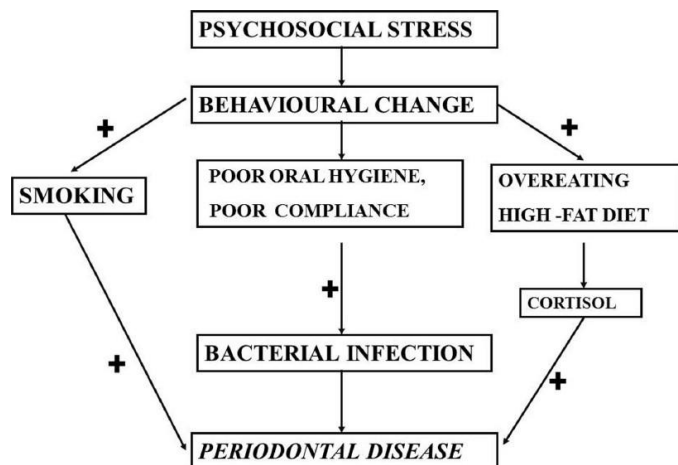 PSYCHOSOCIAL STRESS
BEHAVIOURAL CHANGE
+
+
SMOKING
POOR ORAL HYGIENE,
POOR COMPLIANCE
OVEREATING
HIGH -FAT DIET
+
CORTISOL
BACTERIAL INFECTION
+
+
PERIODONTAL DISEASE